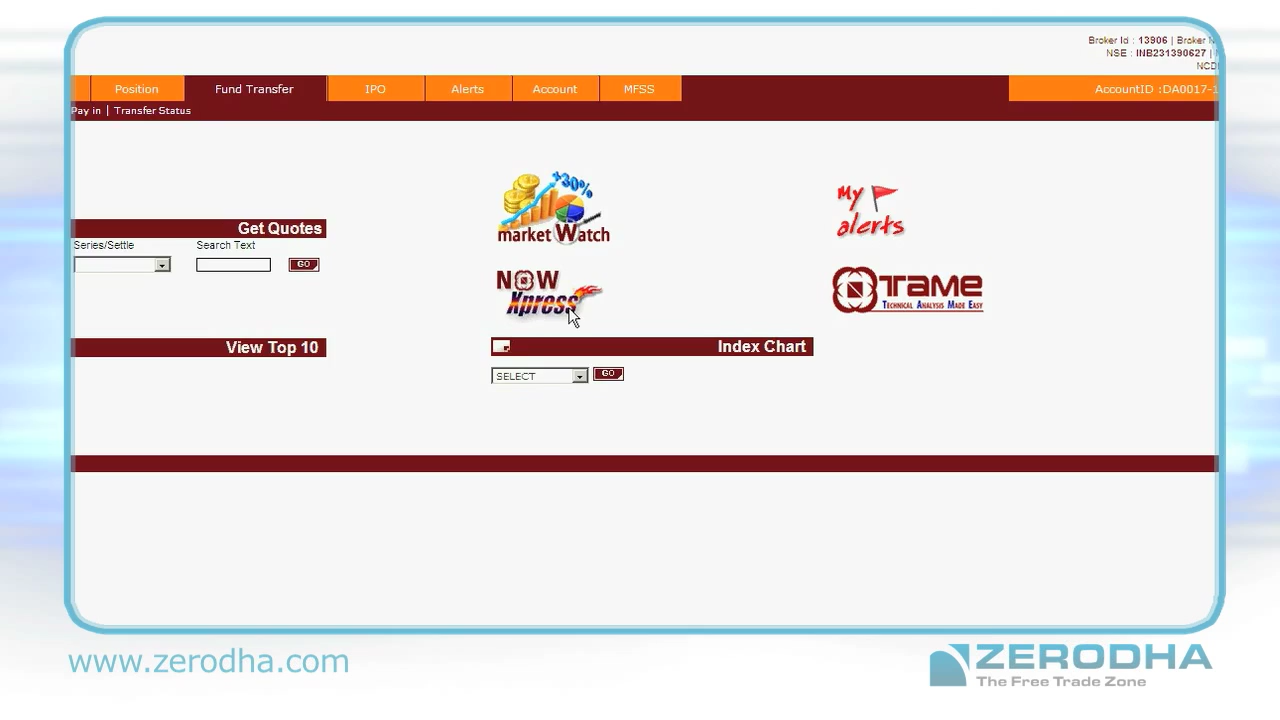 Broker Id : 13906 | Broker
NSE : INB231390627 |
Position
Fund Transfer
IPO
Alerts
Account
MFSS
AccountID :DA0017-1
Pay in | Transfer Status
+30%
market Watch
My alerts
Get Quotes
Series/Settle
Search Text
GO
NOW
Xpress
TAME
TECHNICAL ANALYSIS MADE EASY
View Top 10
Index Chart
SELECT
GO
www.zerodha.com
ZERODHA
The Free Trade Zone